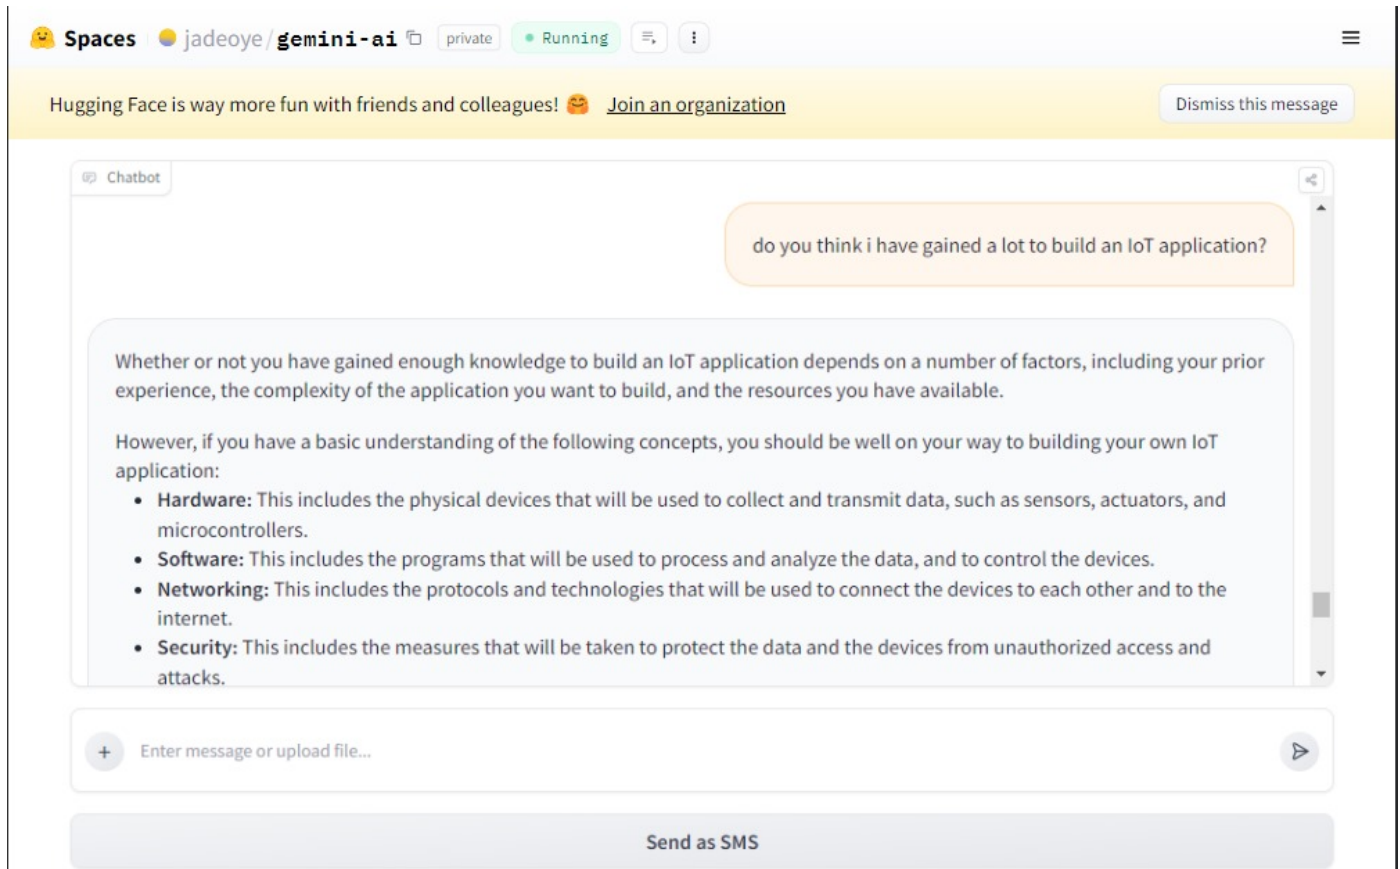 Spaces jadeoye/gemini-ai private Running
Hugging Face is way more fun with friends and colleagues! 🤗 Join an organization Dismiss this message
Chatbot
do you think i have gained a lot to build an IoT application?
Whether or not you have gained enough knowledge to build an IoT application depends on a number of factors, including your prior
experience, the complexity of the application you want to build, and the resources you have available.
However, if you have a basic understanding of the following concepts, you should be well on your way to building your own IoT
application:
• Hardware: This includes the physical devices that will be used to collect and transmit data, such as sensors, actuators, and
microcontrollers.
• Software: This includes the programs that will be used to process and analyze the data, and to control the devices.
• Networking: This includes the protocols and technologies that will be used to connect the devices to each other and to the
internet.
• Security: This includes the measures that will be taken to protect the data and the devices from unauthorized access and
attacks.
Enter message or upload file...
Send as SMS